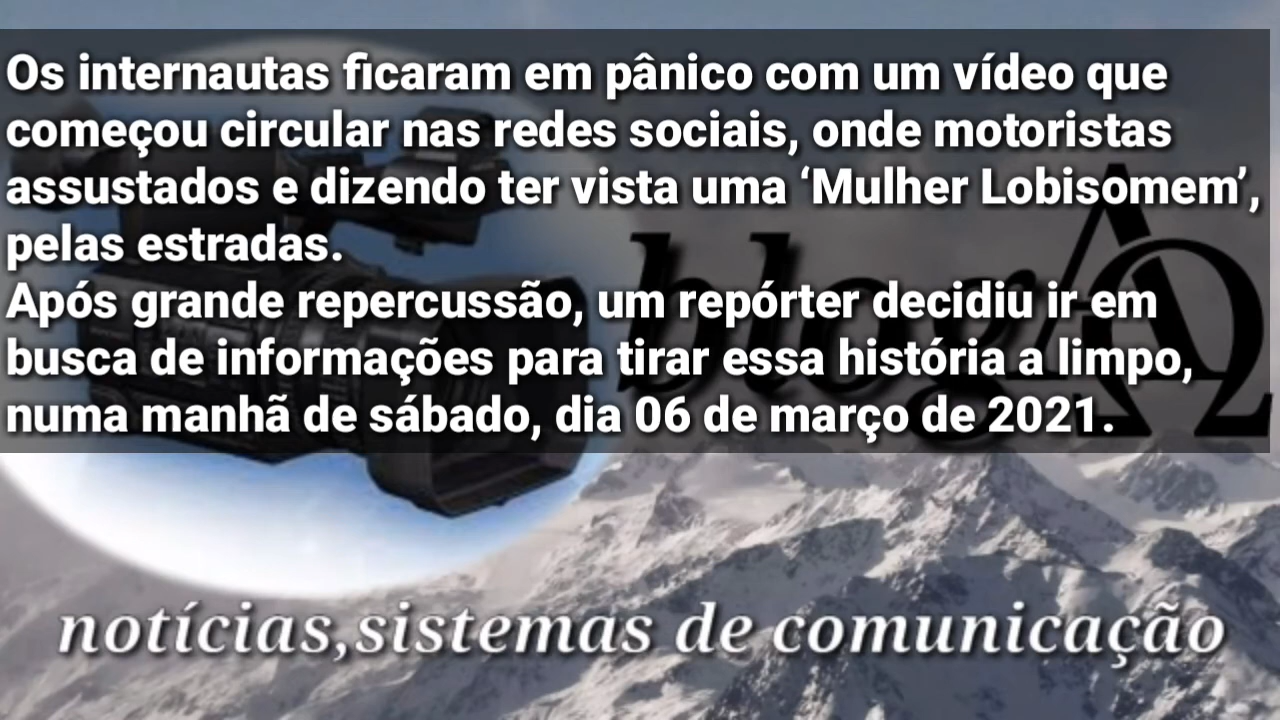 Os internautas ficaram em pânico com um vídeo que
começou circular nas redes sociais, onde motoristas
assustados e dizendo ter vista uma ‘Mulher Lobisomem’,
pelas estradas.
Após grande repercussão, um repórter decidiu ir em
busca de informações para tirar essa história a limpo,
numa manhã de sábado, dia 06 de março de 2021.
blog ΑΩ
notícias,sistemas de comunicação